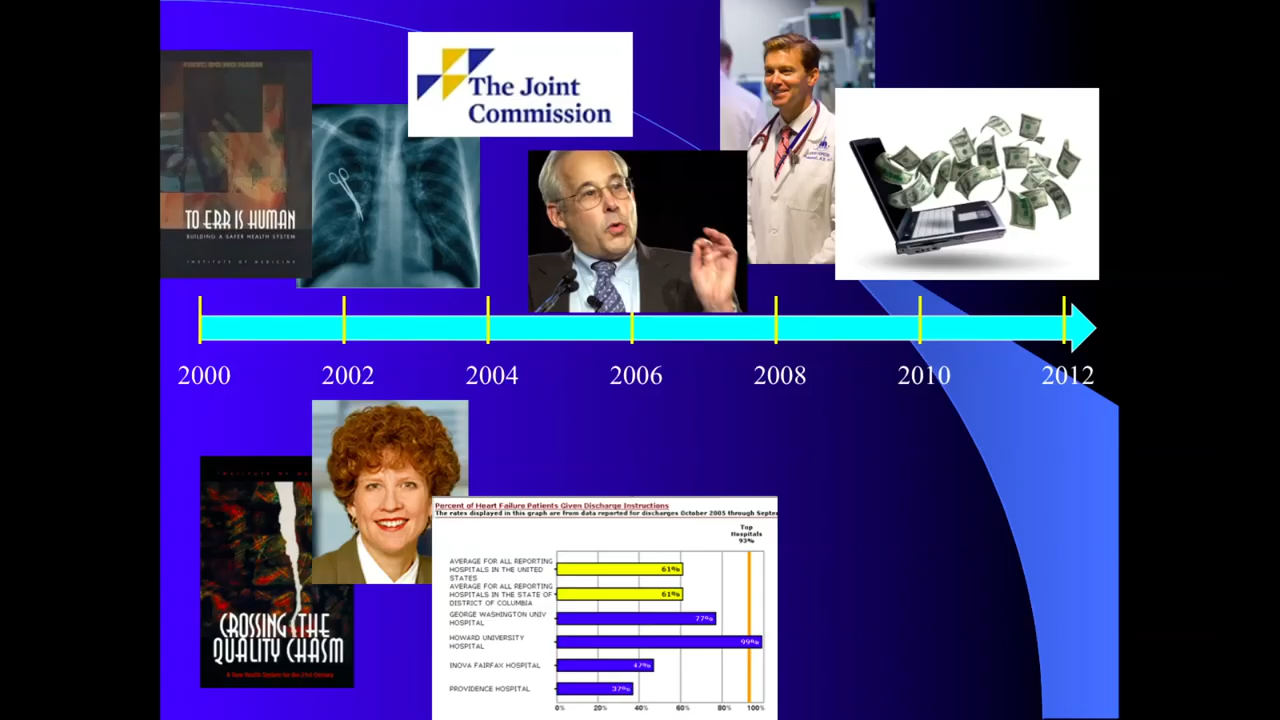 TO ERR IS HUMAN
BUILDING A SAFER HEALTH SYSTEM
INSTITUTE OF MEDICINE
The Joint
Commission
2000
2002
2004
2006
2008
2010
2012
CROSSING THE
QUALITY CHASM
A New Health System for the 21st Century
Percent of Heart Failure Patients Given Discharge Instructions
The rates displayed in this graph are from data reported for discharges October 2005 through Septe
Top
Hospitals
93%
AVERAGE FOR ALL REPORTING
HOSPITALS IN THE UNITED
STATES
61%
AVERAGE FOR ALL REPORTING
HOSPITALS IN THE STATE OF
DISTRICT OF COLUMBIA
61%
GEORGE WASHINGTON UNIV
HOSPITAL
77%
HOWARD UNIVERSITY
HOSPITAL
99%
INOVA FAIRFAX HOSPITAL
47%
PROVIDENCE HOSPITAL
37%
0% 20% 40% 60% 80% 100%